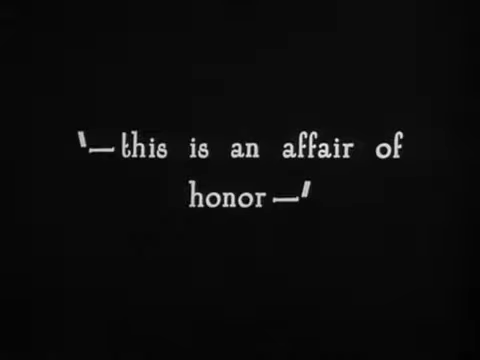 "—this is an affair of
honor—"